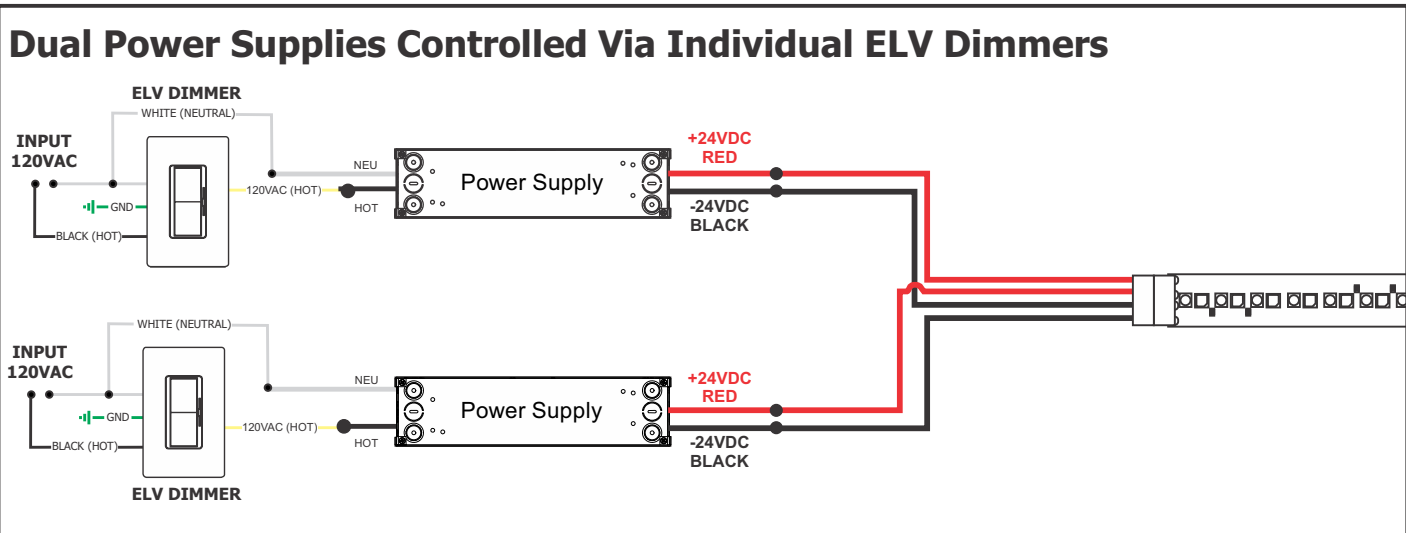 Dual Power Supplies Controlled Via Individual ELV Dimmers
ELV DIMMER
WHITE (NEUTRAL)
INPUT
120VAC
GND
BLACK (HOT)
120VAC (HOT)
NEU
HOT
Power Supply
+24VDC
RED
-24VDC
BLACK
WHITE (NEUTRAL)
INPUT
120VAC
GND
BLACK (HOT)
120VAC (HOT)
ELV DIMMER
NEU
HOT
Power Supply
+24VDC
RED
-24VDC
BLACK